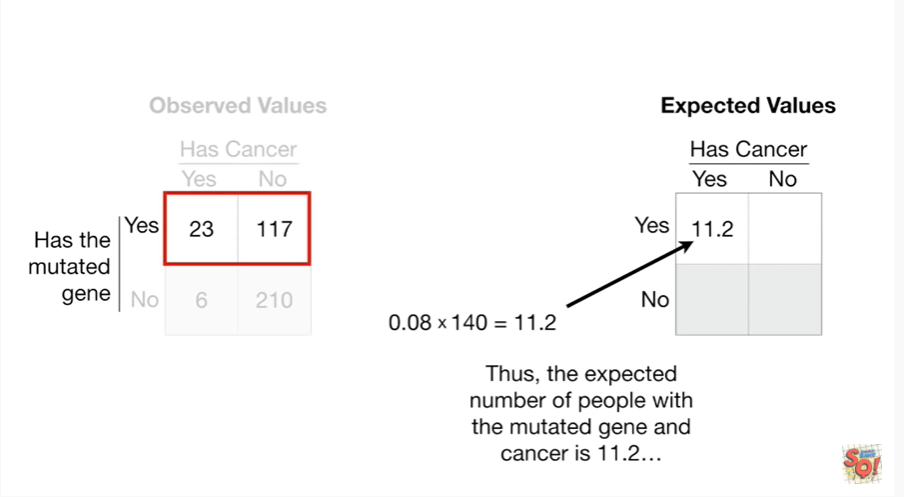 Observed Values
Has Cancer
Yes No
Has the
mutated
gene
Yes 23 117
No 6 210
Expected Values
Has Cancer
Yes No
Yes 11.2
No
0.08 x 140 = 11.2
Thus, the expected
number of people with
the mutated gene and
cancer is 11.2...
SO!